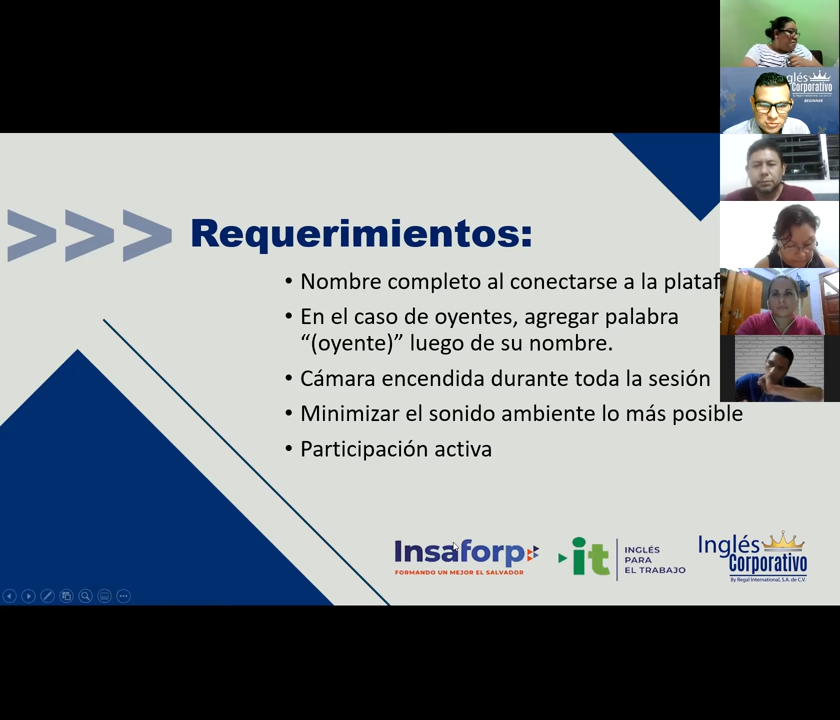 Inglés
Corporativo
BEGINNER
>>> Requerimientos:
• Nombre completo al conectarse a la plataf
• En el caso de oyentes, agregar palabra
“(oyente)” luego de su nombre.
• Cámara encendida durante toda la sesión
• Minimizar el sonido ambiente lo más posible
• Participación activa
Insaforp
FORMANDO UN MEJOR EL SALVADOR
it
INGLÉS
PARA
EL TRABAJO
Inglés
Corporativo
By Regal International, S.A. de C.V.